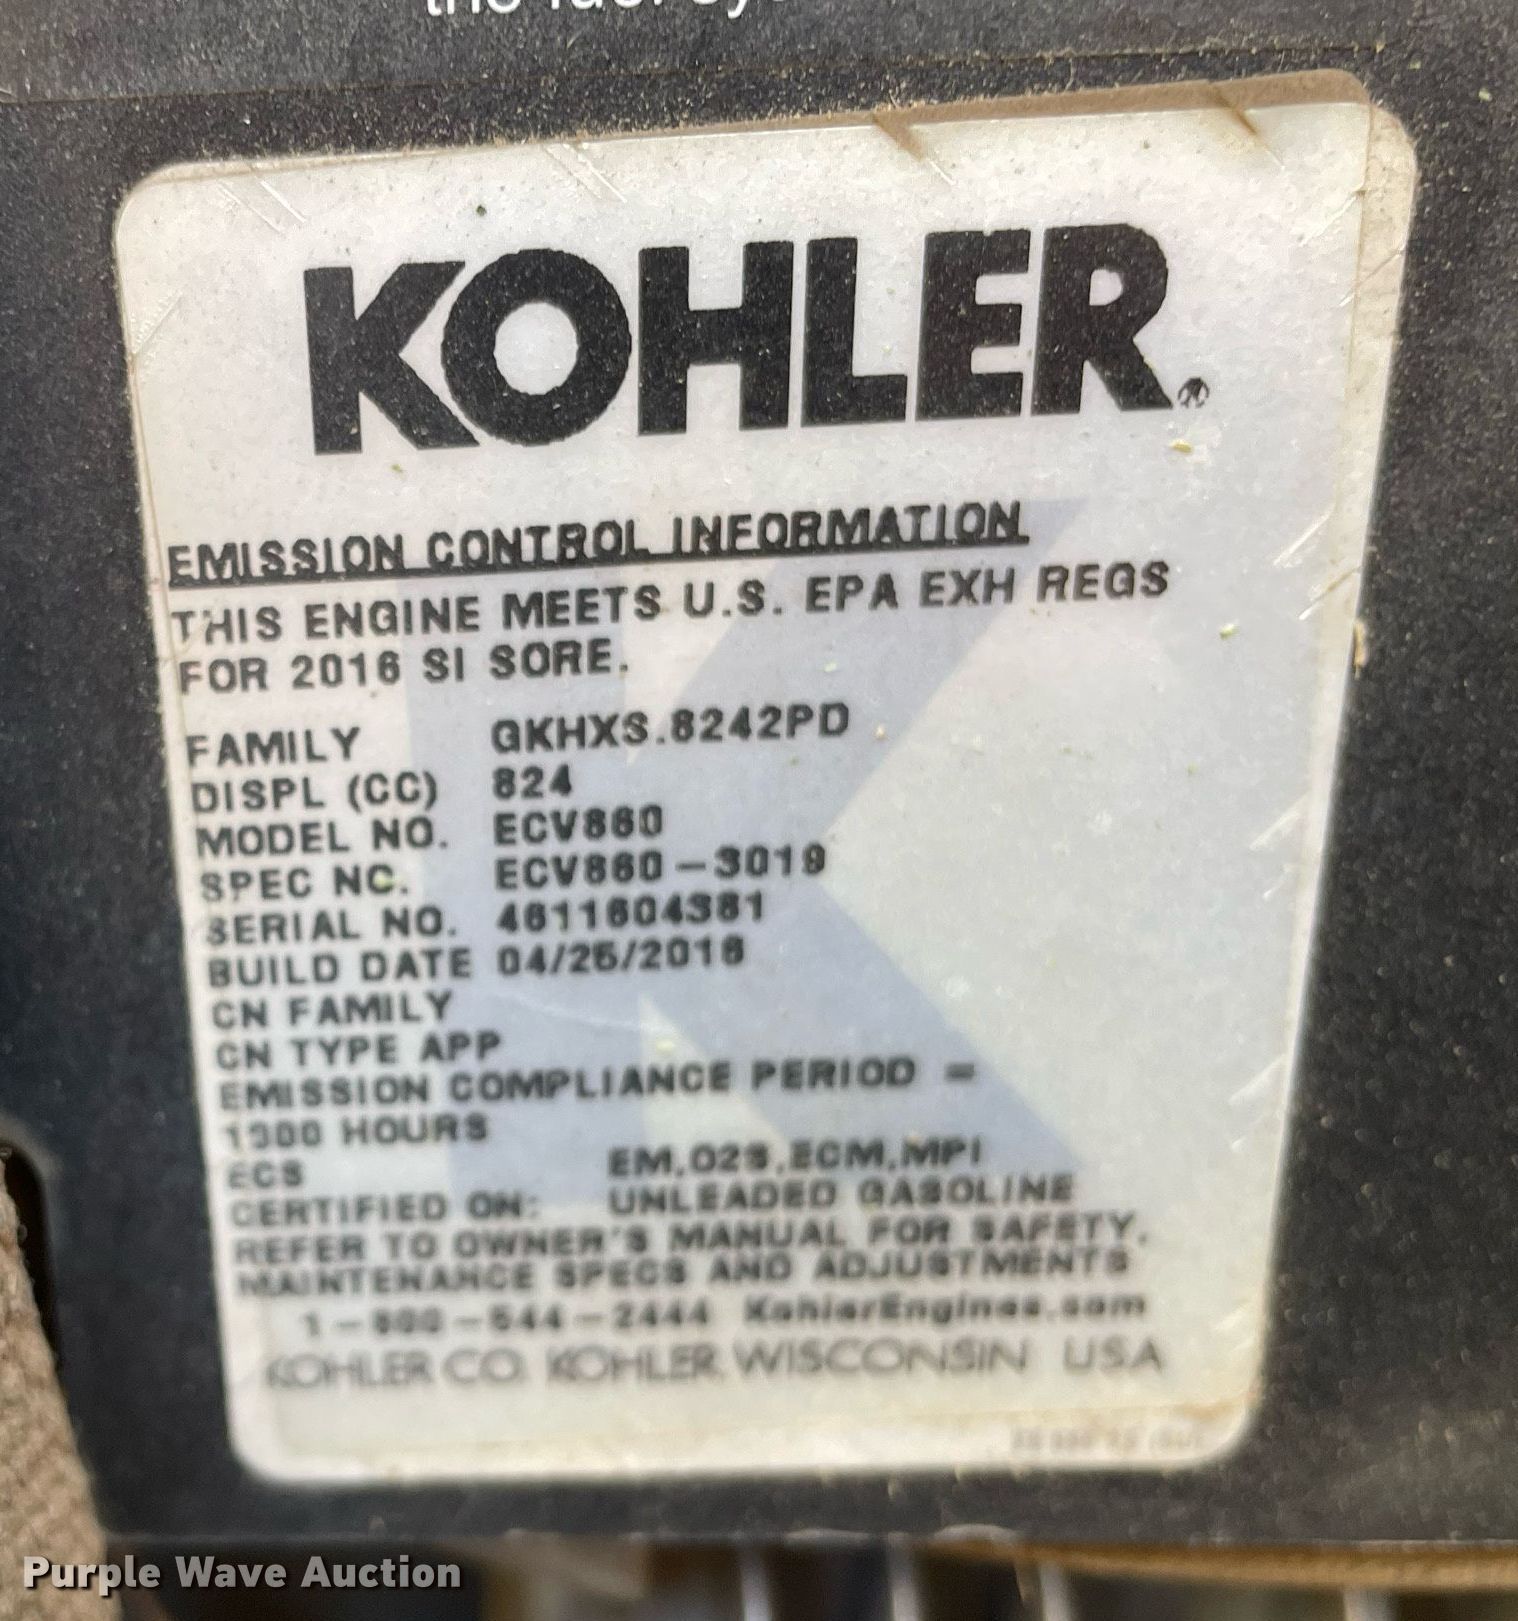 KOHLER®
EMISSION CONTROL INFORMATION
THIS ENGINE MEETS U.S. EPA EXH REGS
FOR 2016 SI SORE.
FAMILY GKHXS.8242PD
DISPL (CC) 824
MODEL NO. ECV860
SPEC NO. ECV860-3019
SERIAL NO. 4611604381
BUILD DATE 04/25/2016
CN FAMILY
CN TYPE APP
EMISSION COMPLIANCE PERIOD =
1000 HOURS
ECS EM,O2S,ECM,MPI
CERTIFIED ON: UNLEADED GASOLINE
REFER TO OWNER'S MANUAL FOR SAFETY,
MAINTENANCE SPECS AND ADJUSTMENTS
1-800-544-2444 KohlerEngines.com
KOHLER CO. KOHLER, WISCONSIN USA
Purple Wave Auction